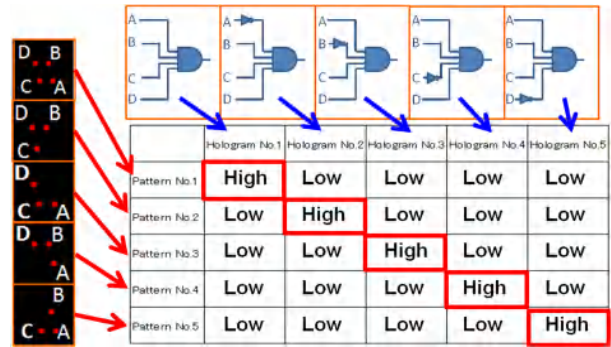 A
B
C
D
A
B
C
D
A
B
C
D
A
B
C
D
A
B
C
D
D B
C A
D B
C
D
C A
D B
A
B
C A
Hologram No.1 Hologram No.2 Hologram No.3 Hologram No.4 Hologram No.5
Pattern No.1 High Low Low Low Low
Pattern No.2 Low High Low Low Low
Pattern No.3 Low Low High Low Low
Pattern No.4 Low Low Low High Low
Pattern No.5 Low Low Low Low High